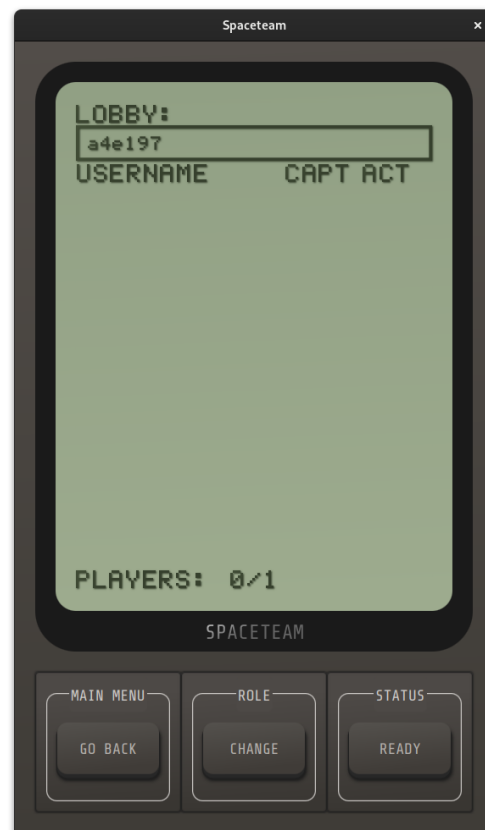 Spaceteam ×
LOBBY:
a4e197
USERNAME CAPT ACT
PLAYERS: 0/1
SPACETEAM
MAIN MENU ROLE STATUS
GO BACK CHANGE READY